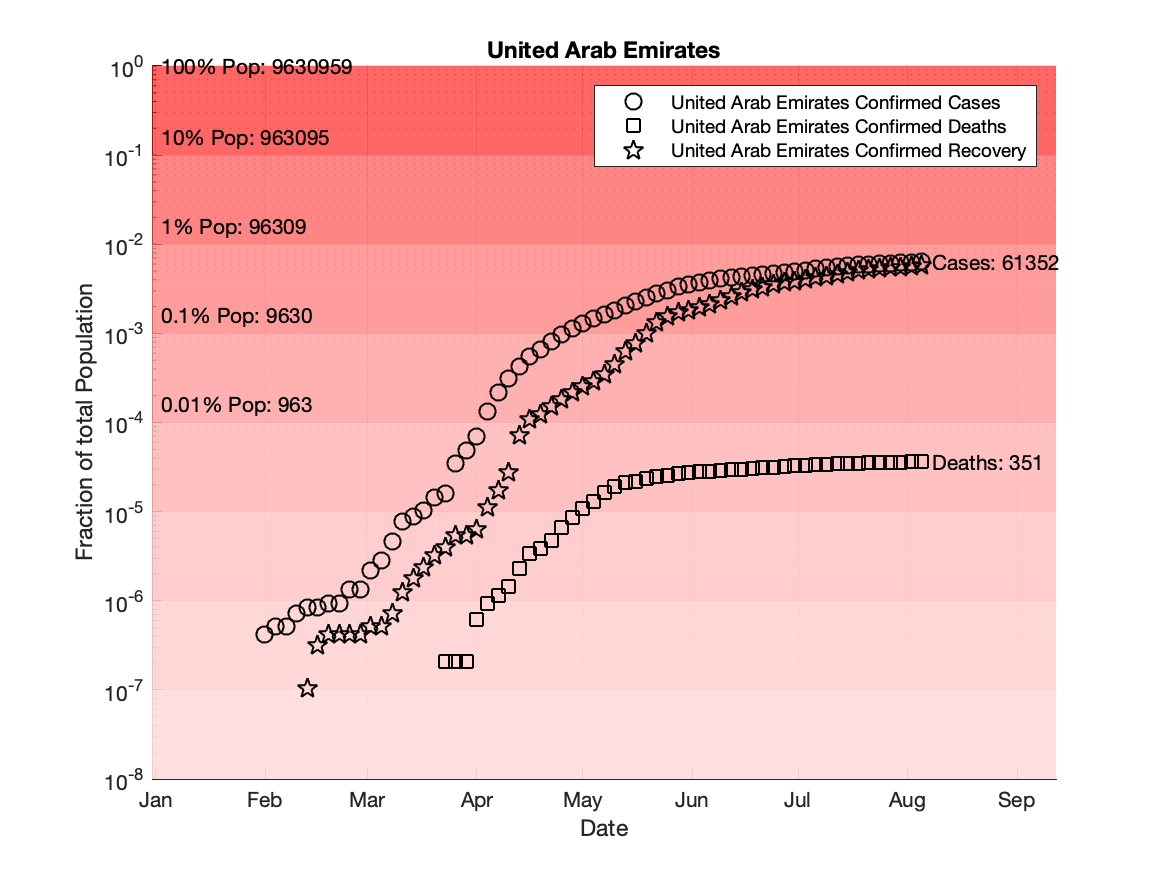 United Arab Emirates
10^0
100% Pop: 9630959
United Arab Emirates Confirmed Cases
United Arab Emirates Confirmed Deaths
10% Pop: 963095
United Arab Emirates Confirmed Recovery
10^-1
1% Pop: 96309
10^-2
Cases: 61352
0.1% Pop: 9630
10^-3
0.01% Pop: 963
10^-4
Deaths: 351
10^-5
10^-6
10^-7
10^-8
Fraction of total Population
Jan Feb Mar Apr May Jun Jul Aug Sep
Date